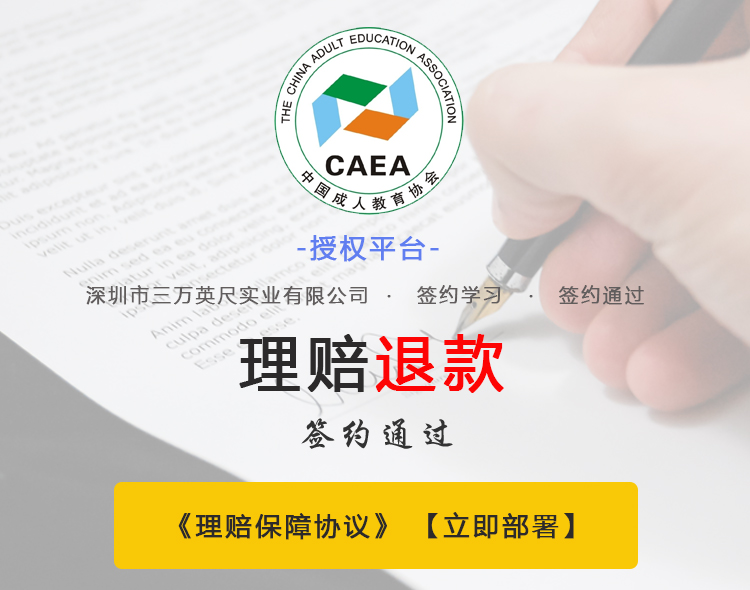 THE CHINA ADULT EDUCATION ASSOCIATION
CAEA
中国成人教育协会
-授权平台-
深圳市三万英尺实业有限公司 · 签约学习 · 签约通过
理赔退款
签约通过
《理赔保障协议》 【立即部署】